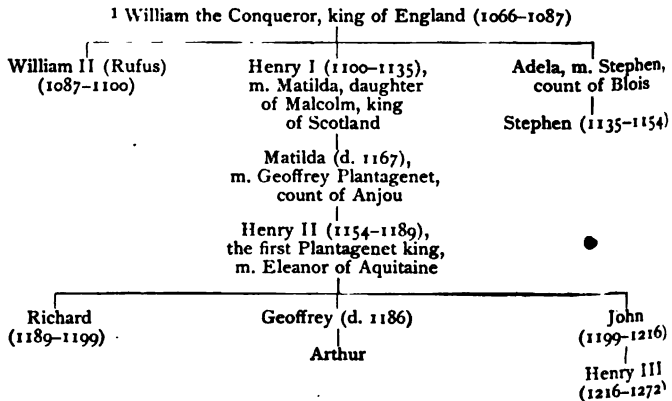 1 William the Conqueror, king of England (1066–1087)
William II (Rufus)
(1087–1100)
Henry I (1100–1135),
m. Matilda, daughter
of Malcolm, king
of Scotland
Adela, m. Stephen,
count of Blois
Stephen (1135–1154)
Matilda (d. 1167),
m. Geoffrey Plantagenet,
count of Anjou
Henry II (1154–1189),
the first Plantagenet king,
m. Eleanor of Aquitaine
Richard
(1189–1199)
Geoffrey (d. 1186)
Arthur
John
(1199–1216)
Henry III
(1216–1272)